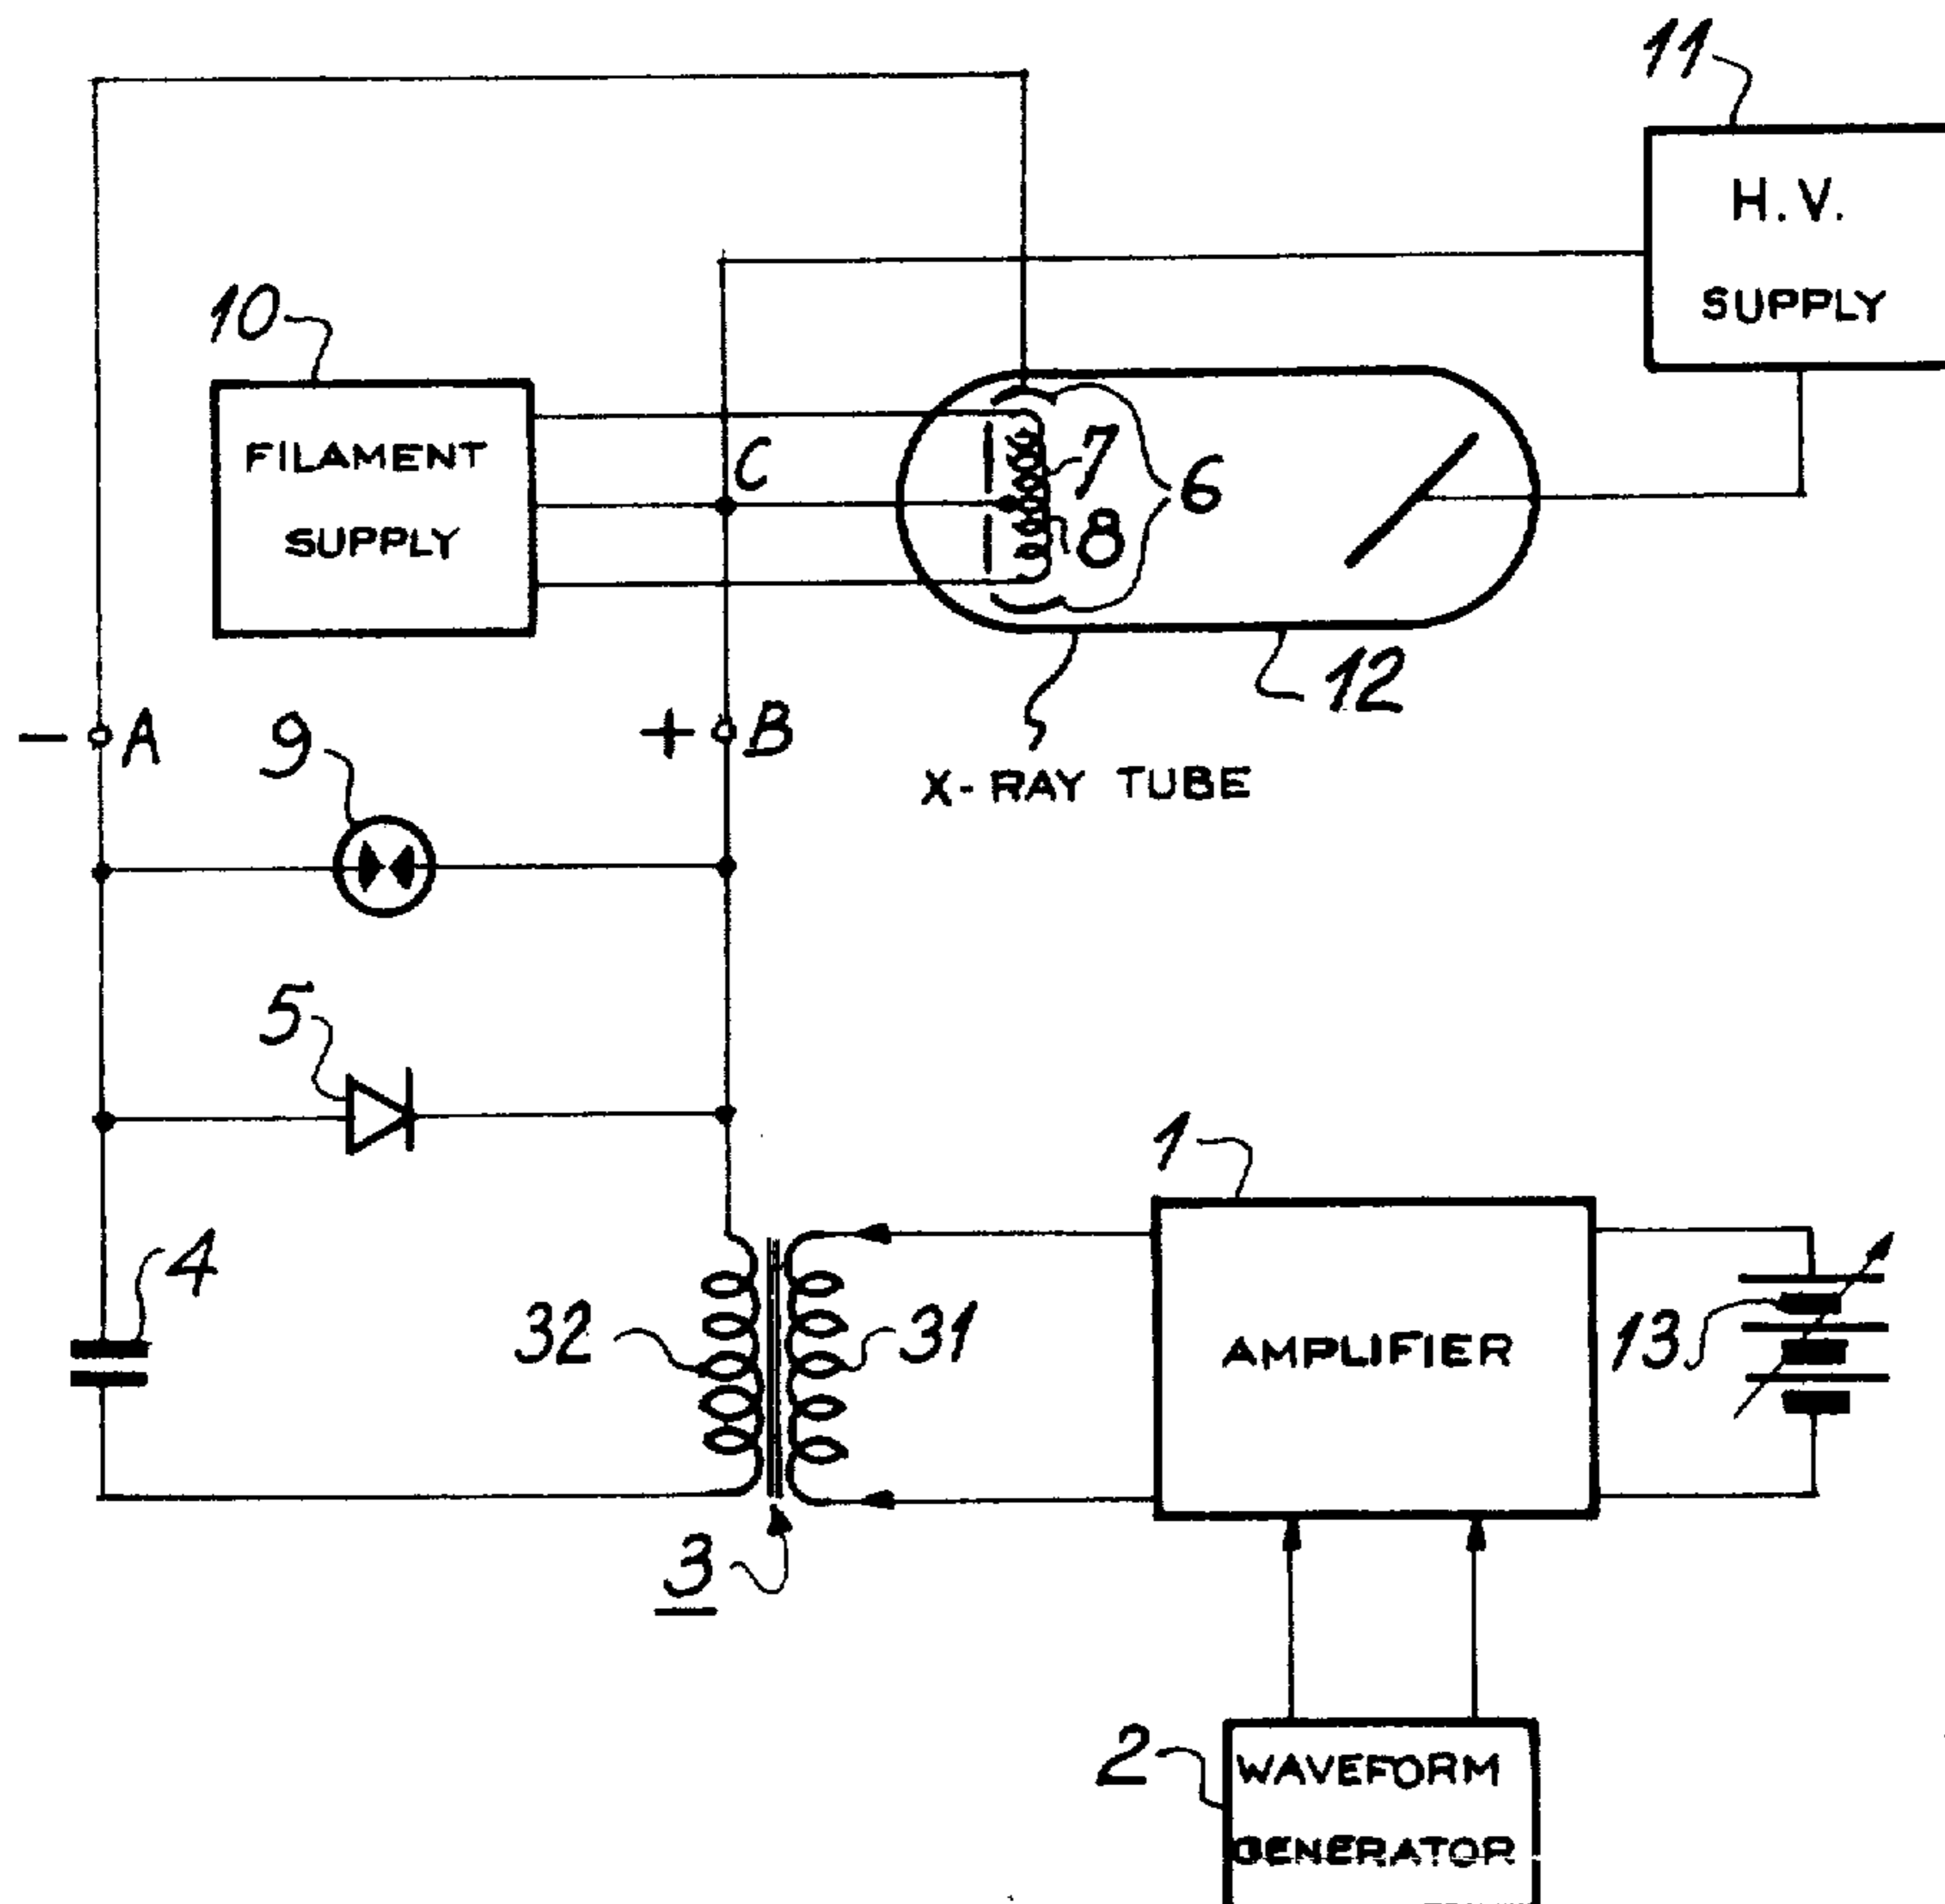 11
H.V.
SUPPLY
10
FILAMENT
SUPPLY
C
7
8
6
12
- A
+ B
9
X-RAY TUBE
5
1
4
32
31
AMPLIFIER
13
3
2
WAVEFORM
GENERATOR